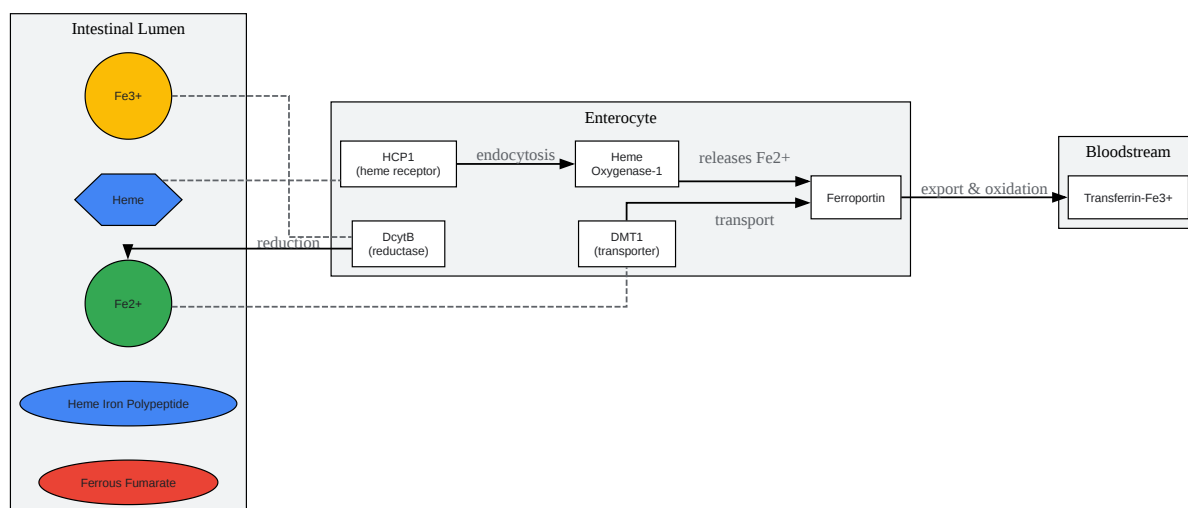 Intestinal Lumen
Fe3+
Heme
Fe2+
Heme Iron Polypeptide
Ferrous Fumarate
reduction
Enterocyte
HCP1
(heme receptor)
endocytosis
Heme
Oxygenase-1
releases Fe2+
DcytB
(reductase)
DMT1
(transporter)
transport
Ferroportin
export & oxidation
Bloodstream
Transferrin-Fe3+